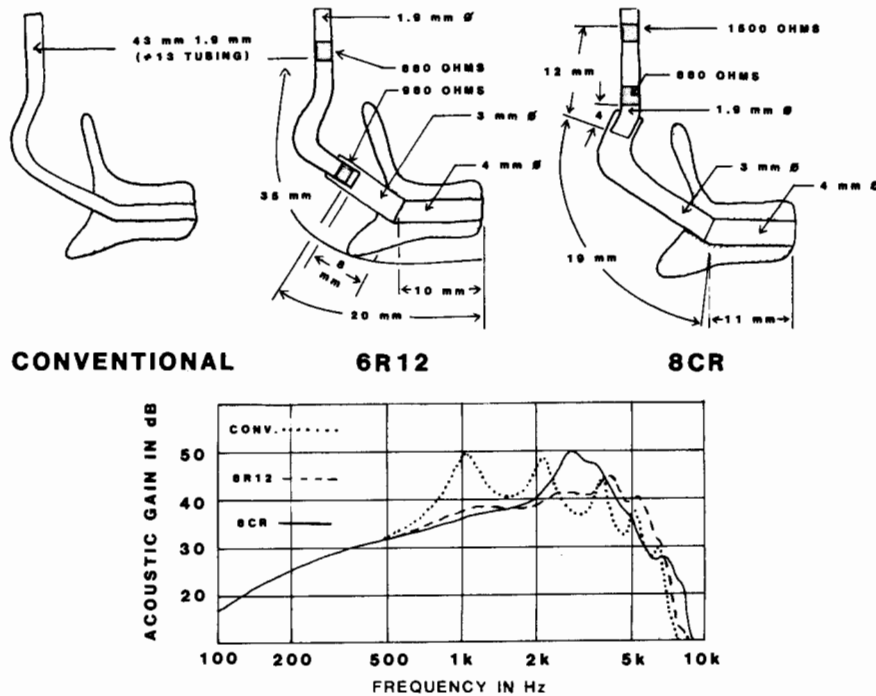 43 mm 1.9 mm
(#13 TUBING)
1.9 mm Ø
680 OHMS
980 OHMS
3 mm Ø
4 mm Ø
35 mm
8
mm
10 mm
20 mm
1500 OHMS
12 mm
680 OHMS
4
1.9 mm Ø
3 mm Ø
4 mm Ø
19 mm
11 mm
CONVENTIONAL 6R12 8CR
ACOUSTIC GAIN IN dB
50
40
30
20
CONV.
6R12
8CR
100 200 500 1k 2k 5k 10k
FREQUENCY IN Hz